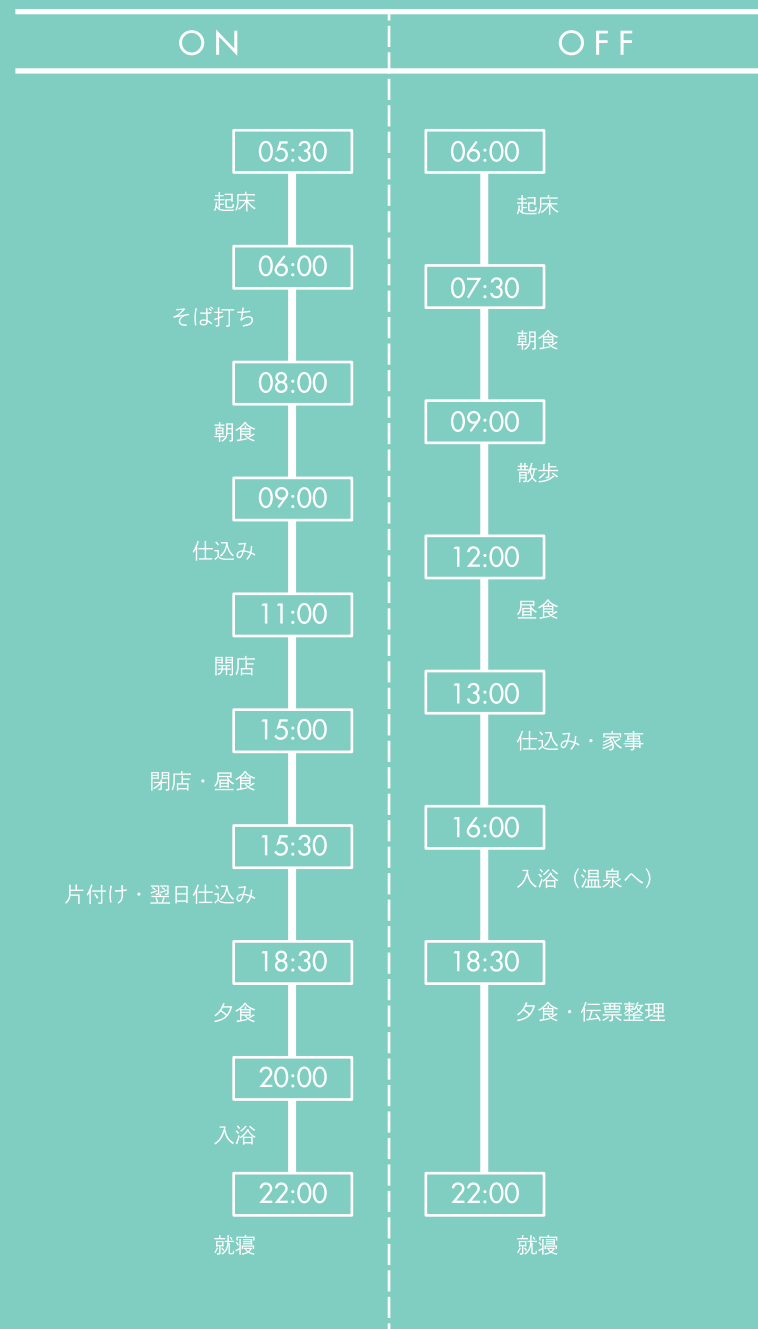 ON
05:30
起床
06:00
そば打ち
08:00
朝食
09:00
仕込み
11:00
開店
15:00
閉店・昼食
15:30
片付け・翌日仕込み
18:30
夕食
20:00
入浴
22:00
就寝
OFF
06:00
起床
07:30
朝食
09:00
散歩
12:00
昼食
13:00
仕込み・家事
16:00
入浴（温泉へ）
18:30
夕食・伝票整理
22:00
就寝